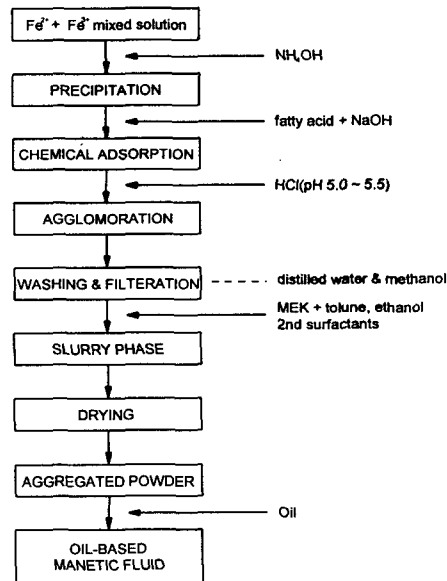 Fe²⁺ + Fe³⁺ mixed solution
NH₄OH
PRECIPITATION
fatty acid + NaOH
CHEMICAL ADSORPTION
HCl(pH 5.0 ~ 5.5)
AGGLOMORATION
WASHING & FILTERATION
distilled water & methanol
MEK + tolune, ethanol
2nd surfactants
SLURRY PHASE
DRYING
AGGREGATED POWDER
Oil
OIL-BASED
MANETIC FLUID